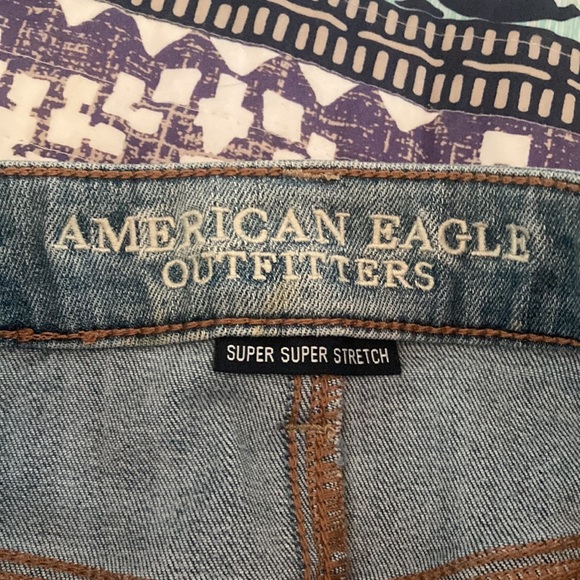 AMERICAN EAGLE
OUTFITTERS
SUPER SUPER STRETCH